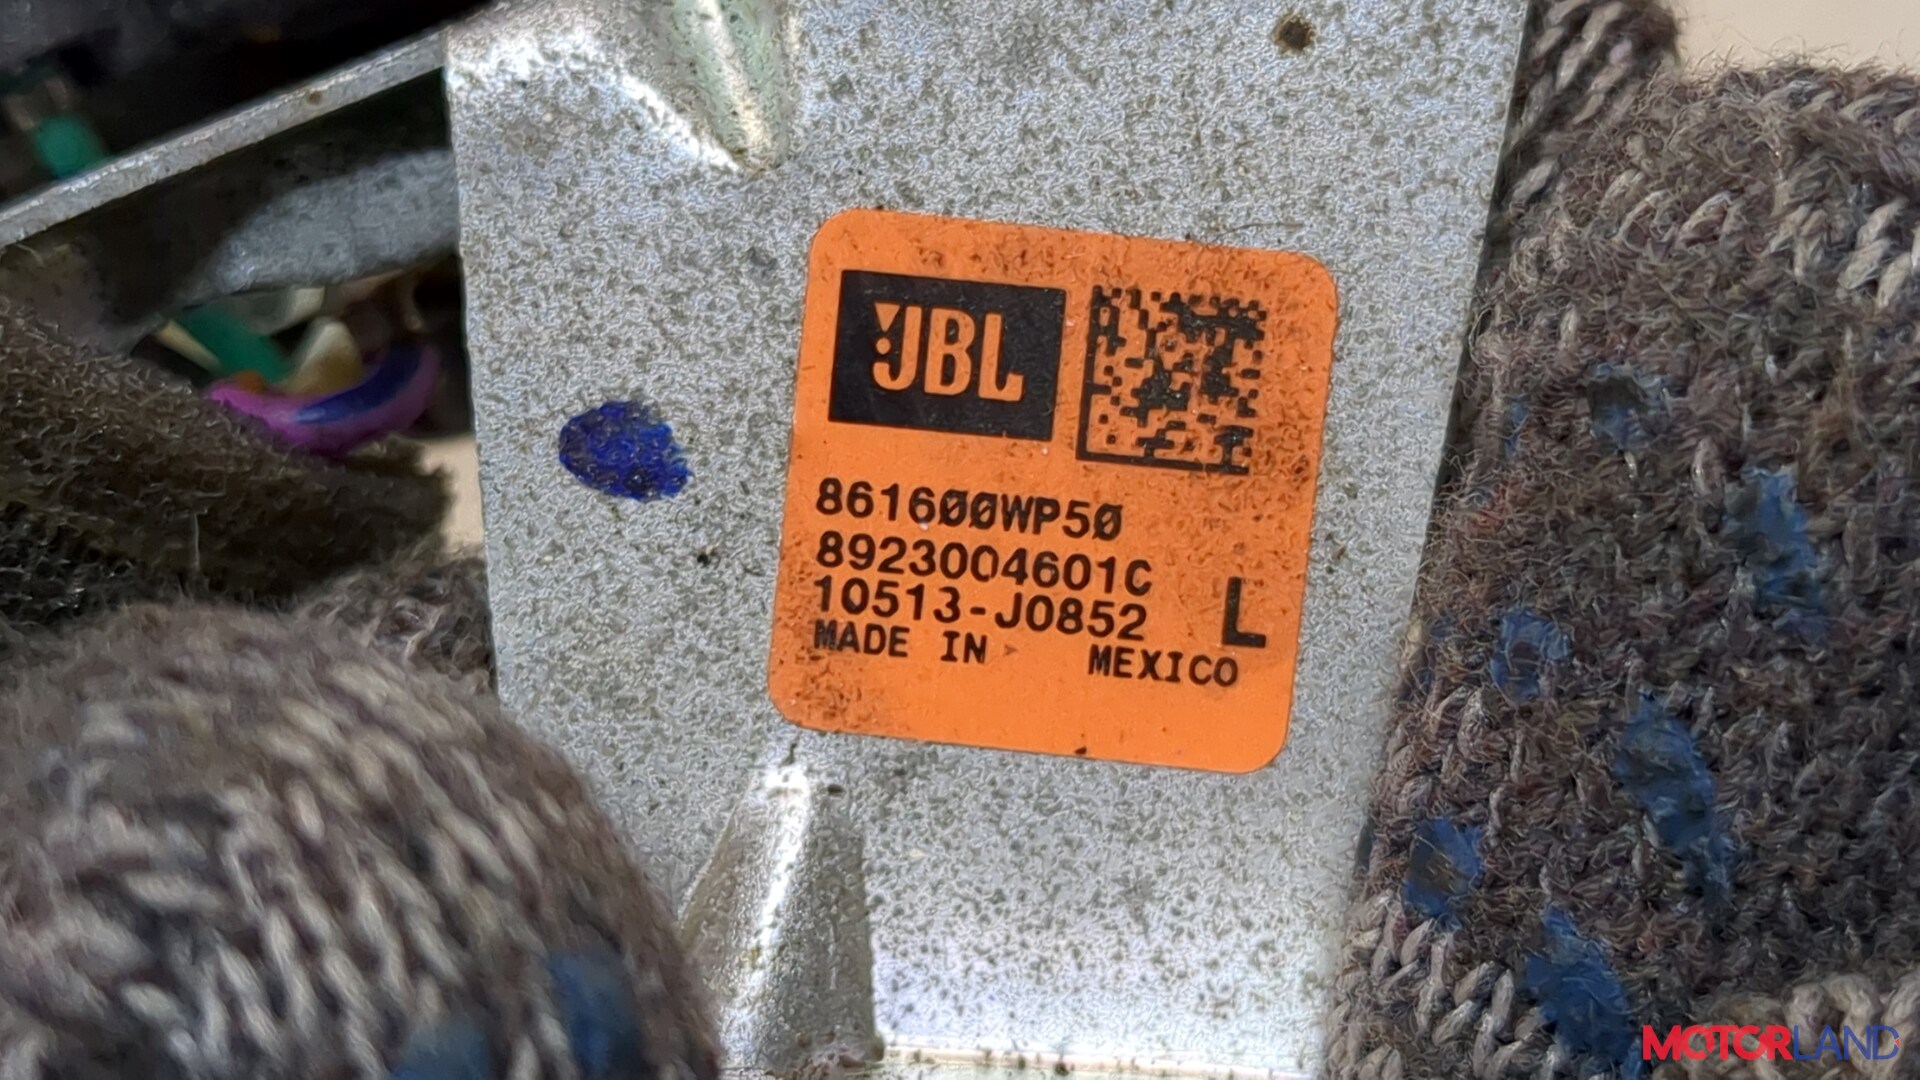 JBL
861600WP50
8923004601C
10513-J0852 L
MADE IN MEXICO
MOTORLAND